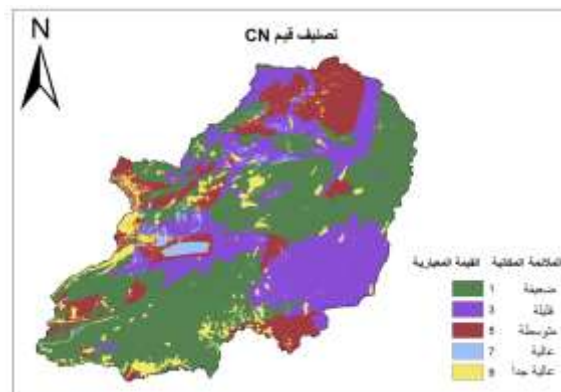 N
تصنيف قيم CN
الملائمة المكانية القيمة المعيارية
ضعيفة 1
قليلة 3
متوسطة 5
عالية 7
عالية جداً 9